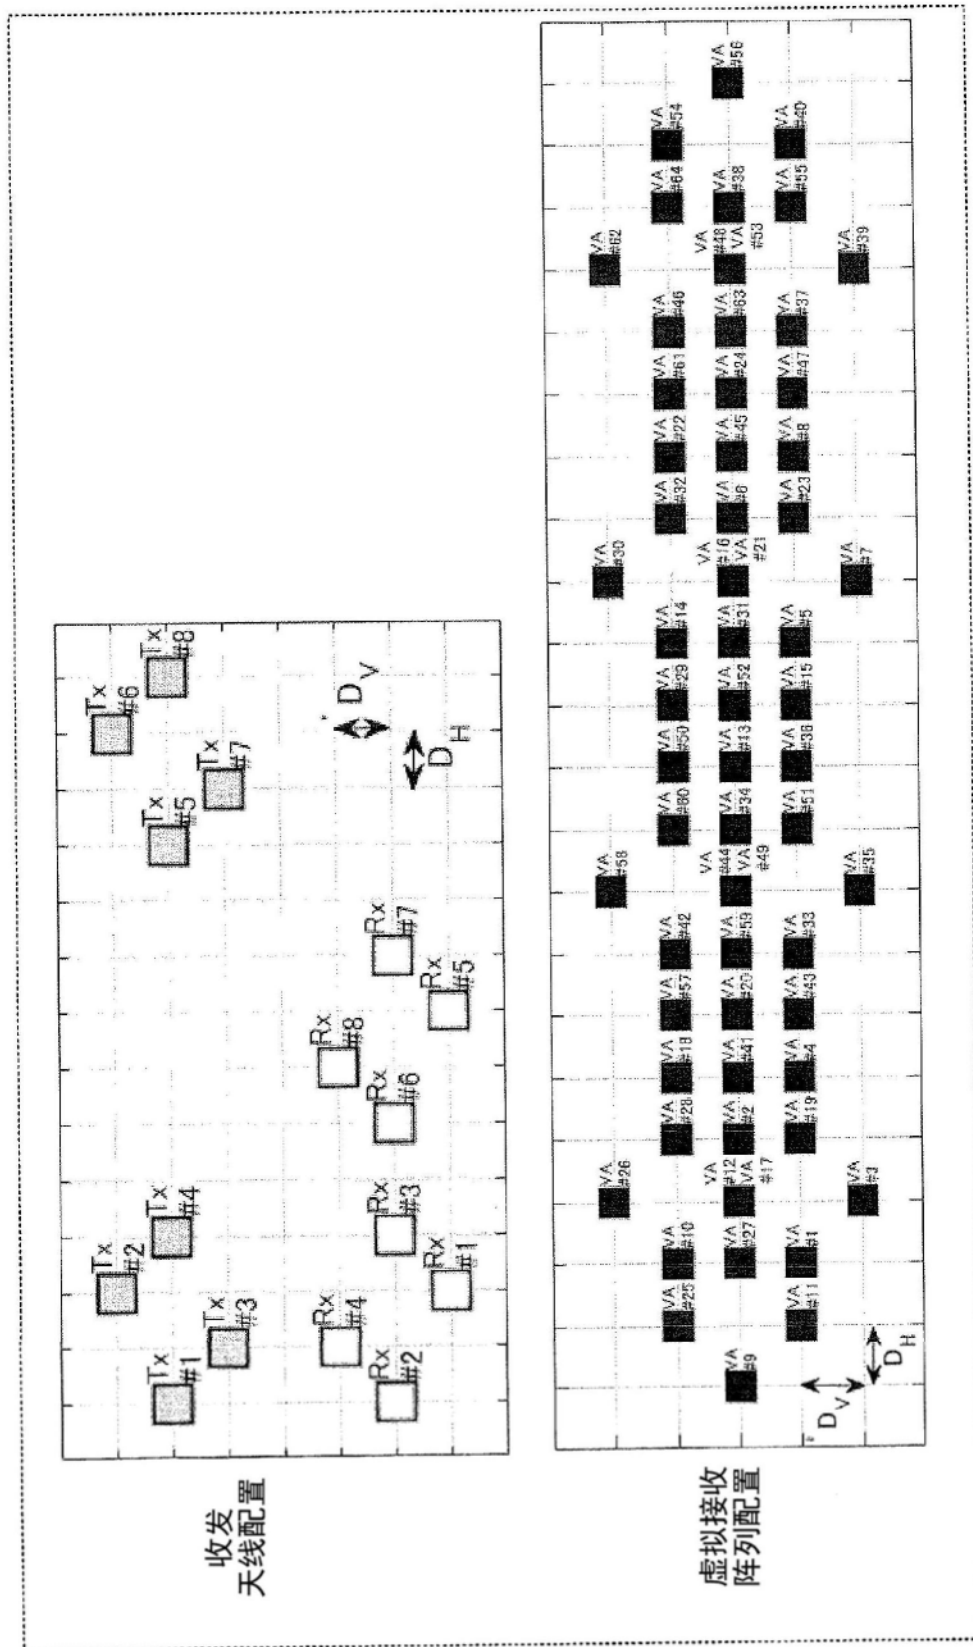 收发
天线配置
Tx
#1
Tx
#2
Tx
#3
Tx
#4
Tx
#5
Tx
#6
Tx
#7
Tx
#8
Rx
#1
Rx
#2
Rx
#3
Rx
#4
Rx
#5
Rx
#6
Rx
#7
Rx
#8
D V
D H
虚拟接收
阵列配置
VA
#26
VA
#58
VA
#30
VA
#62
VA
#25
VA
#10
VA
#28
VA
#18
VA
#57
VA
#42
VA
#60
VA
#50
VA
#29
VA
#14
VA
#32
VA
#22
VA
#61
VA
#46
VA
#64
VA
#54
VA
#9
VA
#27
VA
#12
VA
#17
VA
#2
VA
#41
VA
#20
VA
#59
VA
#44
VA
#49
VA
#34
VA
#13
VA
#52
VA
#31
VA
#16
VA
#21
VA
#6
VA
#45
VA
#24
VA
#63
VA
#48
VA
#53
VA
#38
VA
#56
VA
#11
VA
#1
VA
#19
VA
#4
VA
#43
VA
#33
VA
#51
VA
#36
VA
#15
VA
#5
VA
#23
VA
#8
VA
#47
VA
#37
VA
#55
VA
#40
VA
#3
VA
#35
VA
#7
VA
#39
D V
D H